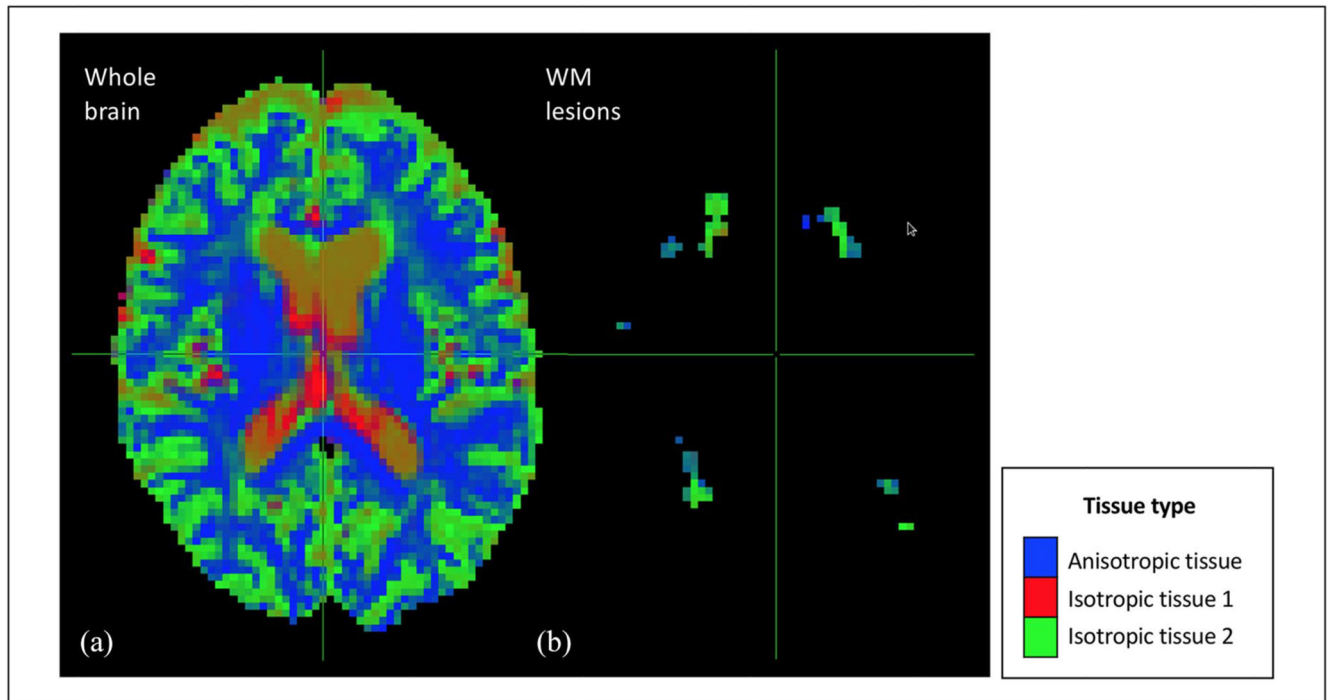 Whole
brain
WM
lesions
(a)
(b)
Tissue type
Anisotropic tissue
Isotropic tissue 1
Isotropic tissue 2